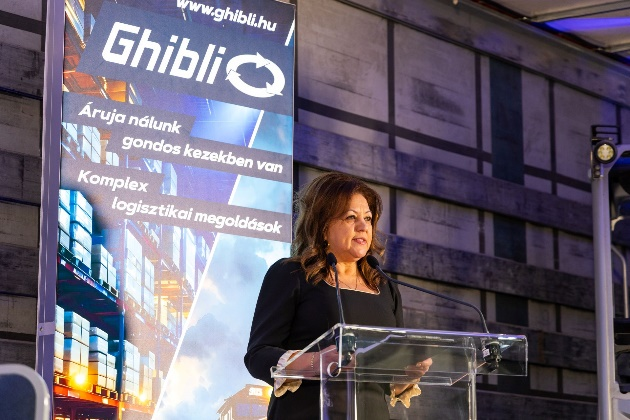 www.ghibli.hu
Ghibli
Áruja nálunk
gondos kezekben van
Komplex
logisztikai megoldások